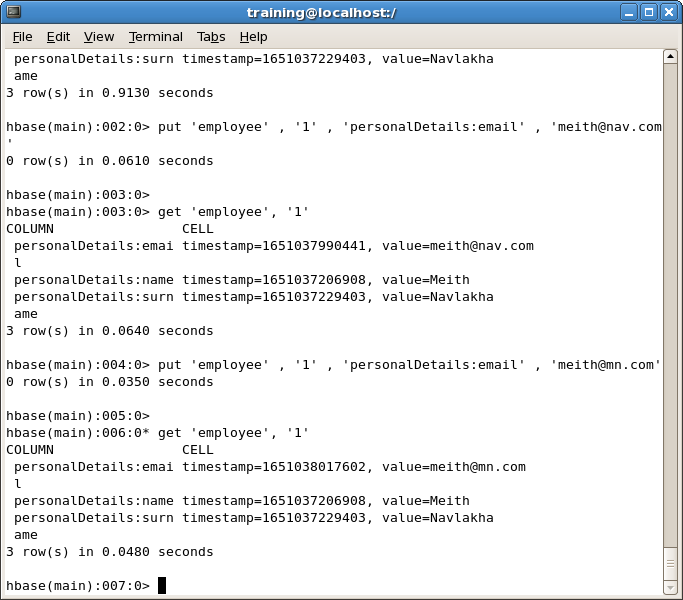 training@localhost:/
File Edit View Terminal Tabs Help
 personalDetails:surn timestamp=1651037229403, value=Navlakha
 ame
3 row(s) in 0.9130 seconds

hbase(main):002:0> put 'employee' , '1' , 'personalDetails:email' , 'meith@nav.com
'
0 row(s) in 0.0610 seconds

hbase(main):003:0>
hbase(main):003:0> get 'employee', '1'
COLUMN                CELL
 personalDetails:emai timestamp=1651037990441, value=meith@nav.com
 l
 personalDetails:name timestamp=1651037206908, value=Meith
 personalDetails:surn timestamp=1651037229403, value=Navlakha
 ame
3 row(s) in 0.0640 seconds

hbase(main):004:0> put 'employee' , '1' , 'personalDetails:email' , 'meith@mn.com'
0 row(s) in 0.0350 seconds

hbase(main):005:0>
hbase(main):006:0* get 'employee', '1'
COLUMN                CELL
 personalDetails:emai timestamp=1651038017602, value=meith@mn.com
 l
 personalDetails:name timestamp=1651037206908, value=Meith
 personalDetails:surn timestamp=1651037229403, value=Navlakha
 ame
3 row(s) in 0.0480 seconds

hbase(main):007:0>